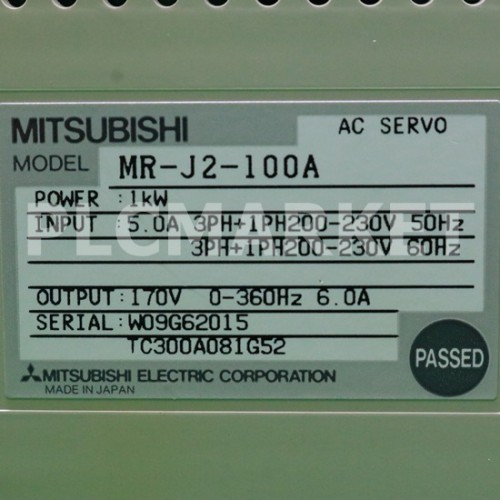 MITSUBISHI AC SERVO
MODEL MR-J2-100A
POWER : 1kW
INPUT : 5.0A 3PH+1PH200-230V 50Hz
3PH+1PH200-230V 60Hz
PLCMARKET
OUTPUT : 170V 0-360Hz 6.0A
SERIAL : W09G62015
TC300A081G52
PASSED
MITSUBISHI ELECTRIC CORPORATION
MADE IN JAPAN